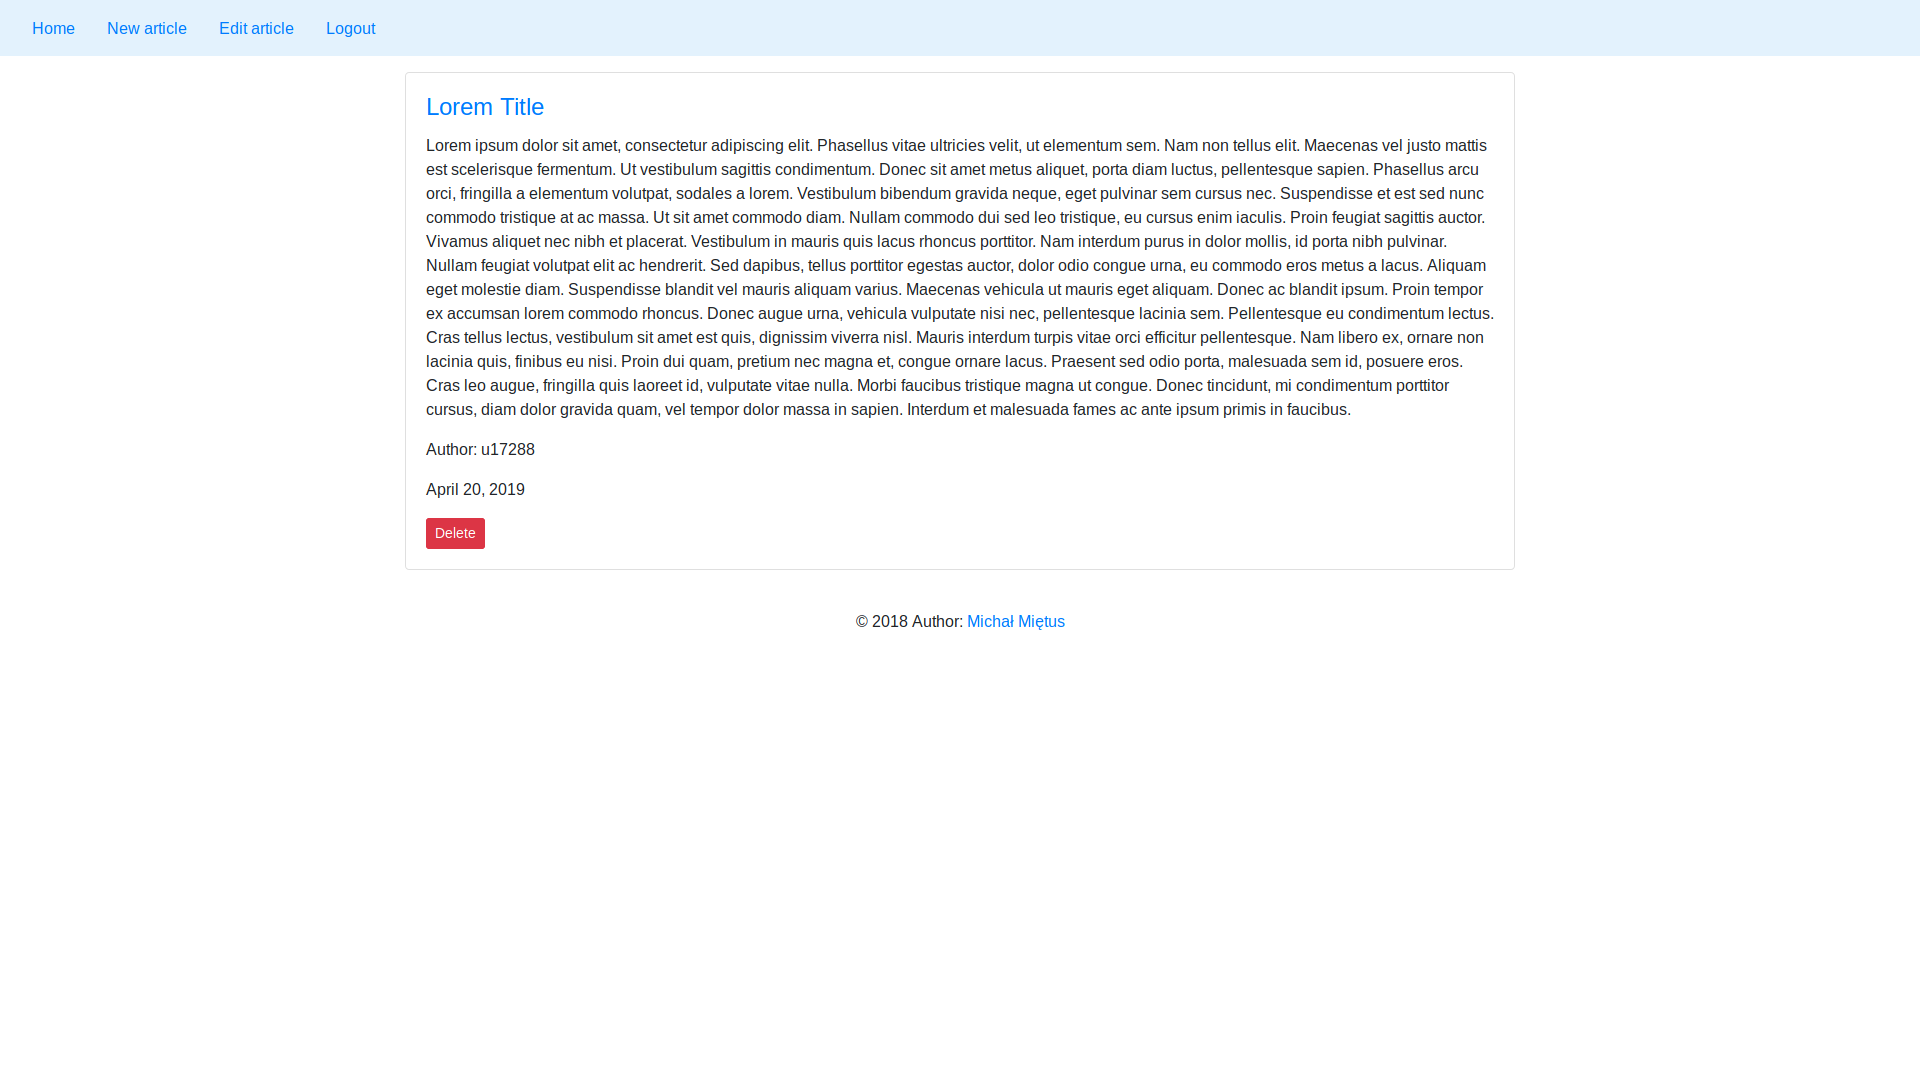 Home New article Edit article Logout
Lorem Title
Lorem ipsum dolor sit amet, consectetur adipiscing elit. Phasellus vitae ultricies velit, ut elementum sem. Nam non tellus elit. Maecenas vel justo mattis
est scelerisque fermentum. Ut vestibulum sagittis condimentum. Donec sit amet metus aliquet, porta diam luctus, pellentesque sapien. Phasellus arcu
orci, fringilla a elementum volutpat, sodales a lorem. Vestibulum bibendum gravida neque, eget pulvinar sem cursus nec. Suspendisse et est sed nunc
commodo tristique at ac massa. Ut sit amet commodo diam. Nullam commodo dui sed leo tristique, eu cursus enim iaculis. Proin feugiat sagittis auctor.
Vivamus aliquet nec nibh et placerat. Vestibulum in mauris quis lacus rhoncus porttitor. Nam interdum purus in dolor mollis, id porta nibh pulvinar.
Nullam feugiat volutpat elit ac hendrerit. Sed dapibus, tellus porttitor egestas auctor, dolor odio congue urna, eu commodo eros metus a lacus. Aliquam
eget molestie diam. Suspendisse blandit vel mauris aliquam varius. Maecenas vehicula ut mauris eget aliquam. Donec ac blandit ipsum. Proin tempor
ex accumsan lorem commodo rhoncus. Donec augue urna, vehicula vulputate nisi nec, pellentesque lacinia sem. Pellentesque eu condimentum lectus.
Cras tellus lectus, vestibulum sit amet est quis, dignissim viverra nisl. Mauris interdum turpis vitae orci efficitur pellentesque. Nam libero ex, ornare non
lacinia quis, finibus eu nisi. Proin dui quam, pretium nec magna et, congue ornare lacus. Praesent sed odio porta, malesuada sem id, posuere eros.
Cras leo augue, fringilla quis laoreet id, vulputate vitae nulla. Morbi faucibus tristique magna ut congue. Donec tincidunt, mi condimentum porttitor
cursus, diam dolor gravida quam, vel tempor dolor massa in sapien. Interdum et malesuada fames ac ante ipsum primis in faucibus.
Author: u17288
April 20, 2019
Delete
© 2018 Author: Michał Miętus